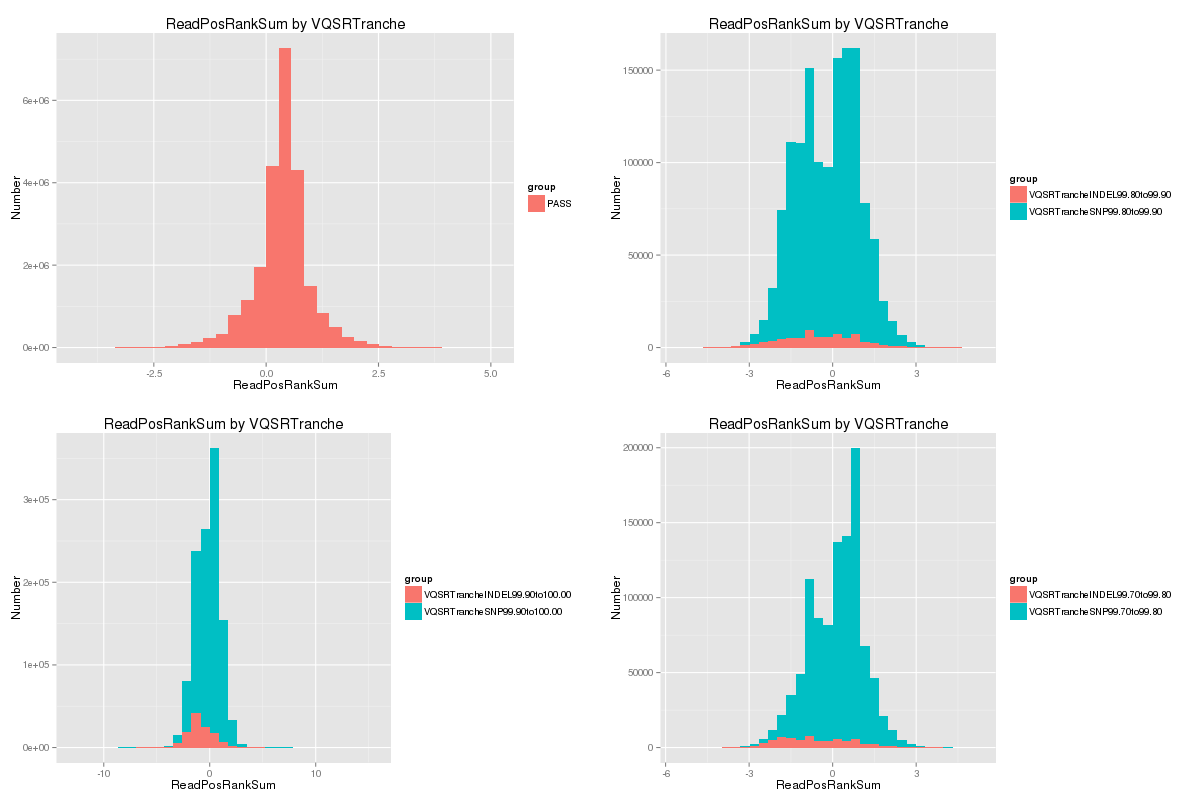 ReadPosRankSum by VQSRTranche
Number
6e+06
4e+06
2e+06
0e+00
-2.5 0.0 2.5 5.0
ReadPosRankSum
group
PASS
ReadPosRankSum by VQSRTranche
Number
150000
100000
50000
0
-6 -3 0 3
ReadPosRankSum
group
VQSRTrancheINDEL99.80to99.90
VQSRTrancheSNP99.80to99.90
ReadPosRankSum by VQSRTranche
Number
3e+05
2e+05
1e+05
0e+00
-10 0 10
ReadPosRankSum
group
VQSRTrancheINDEL99.90to100.00
VQSRTrancheSNP99.90to100.00
ReadPosRankSum by VQSRTranche
Number
200000
150000
100000
50000
0
-6 -3 0 3
ReadPosRankSum
group
VQSRTrancheINDEL99.70to99.80
VQSRTrancheSNP99.70to99.80